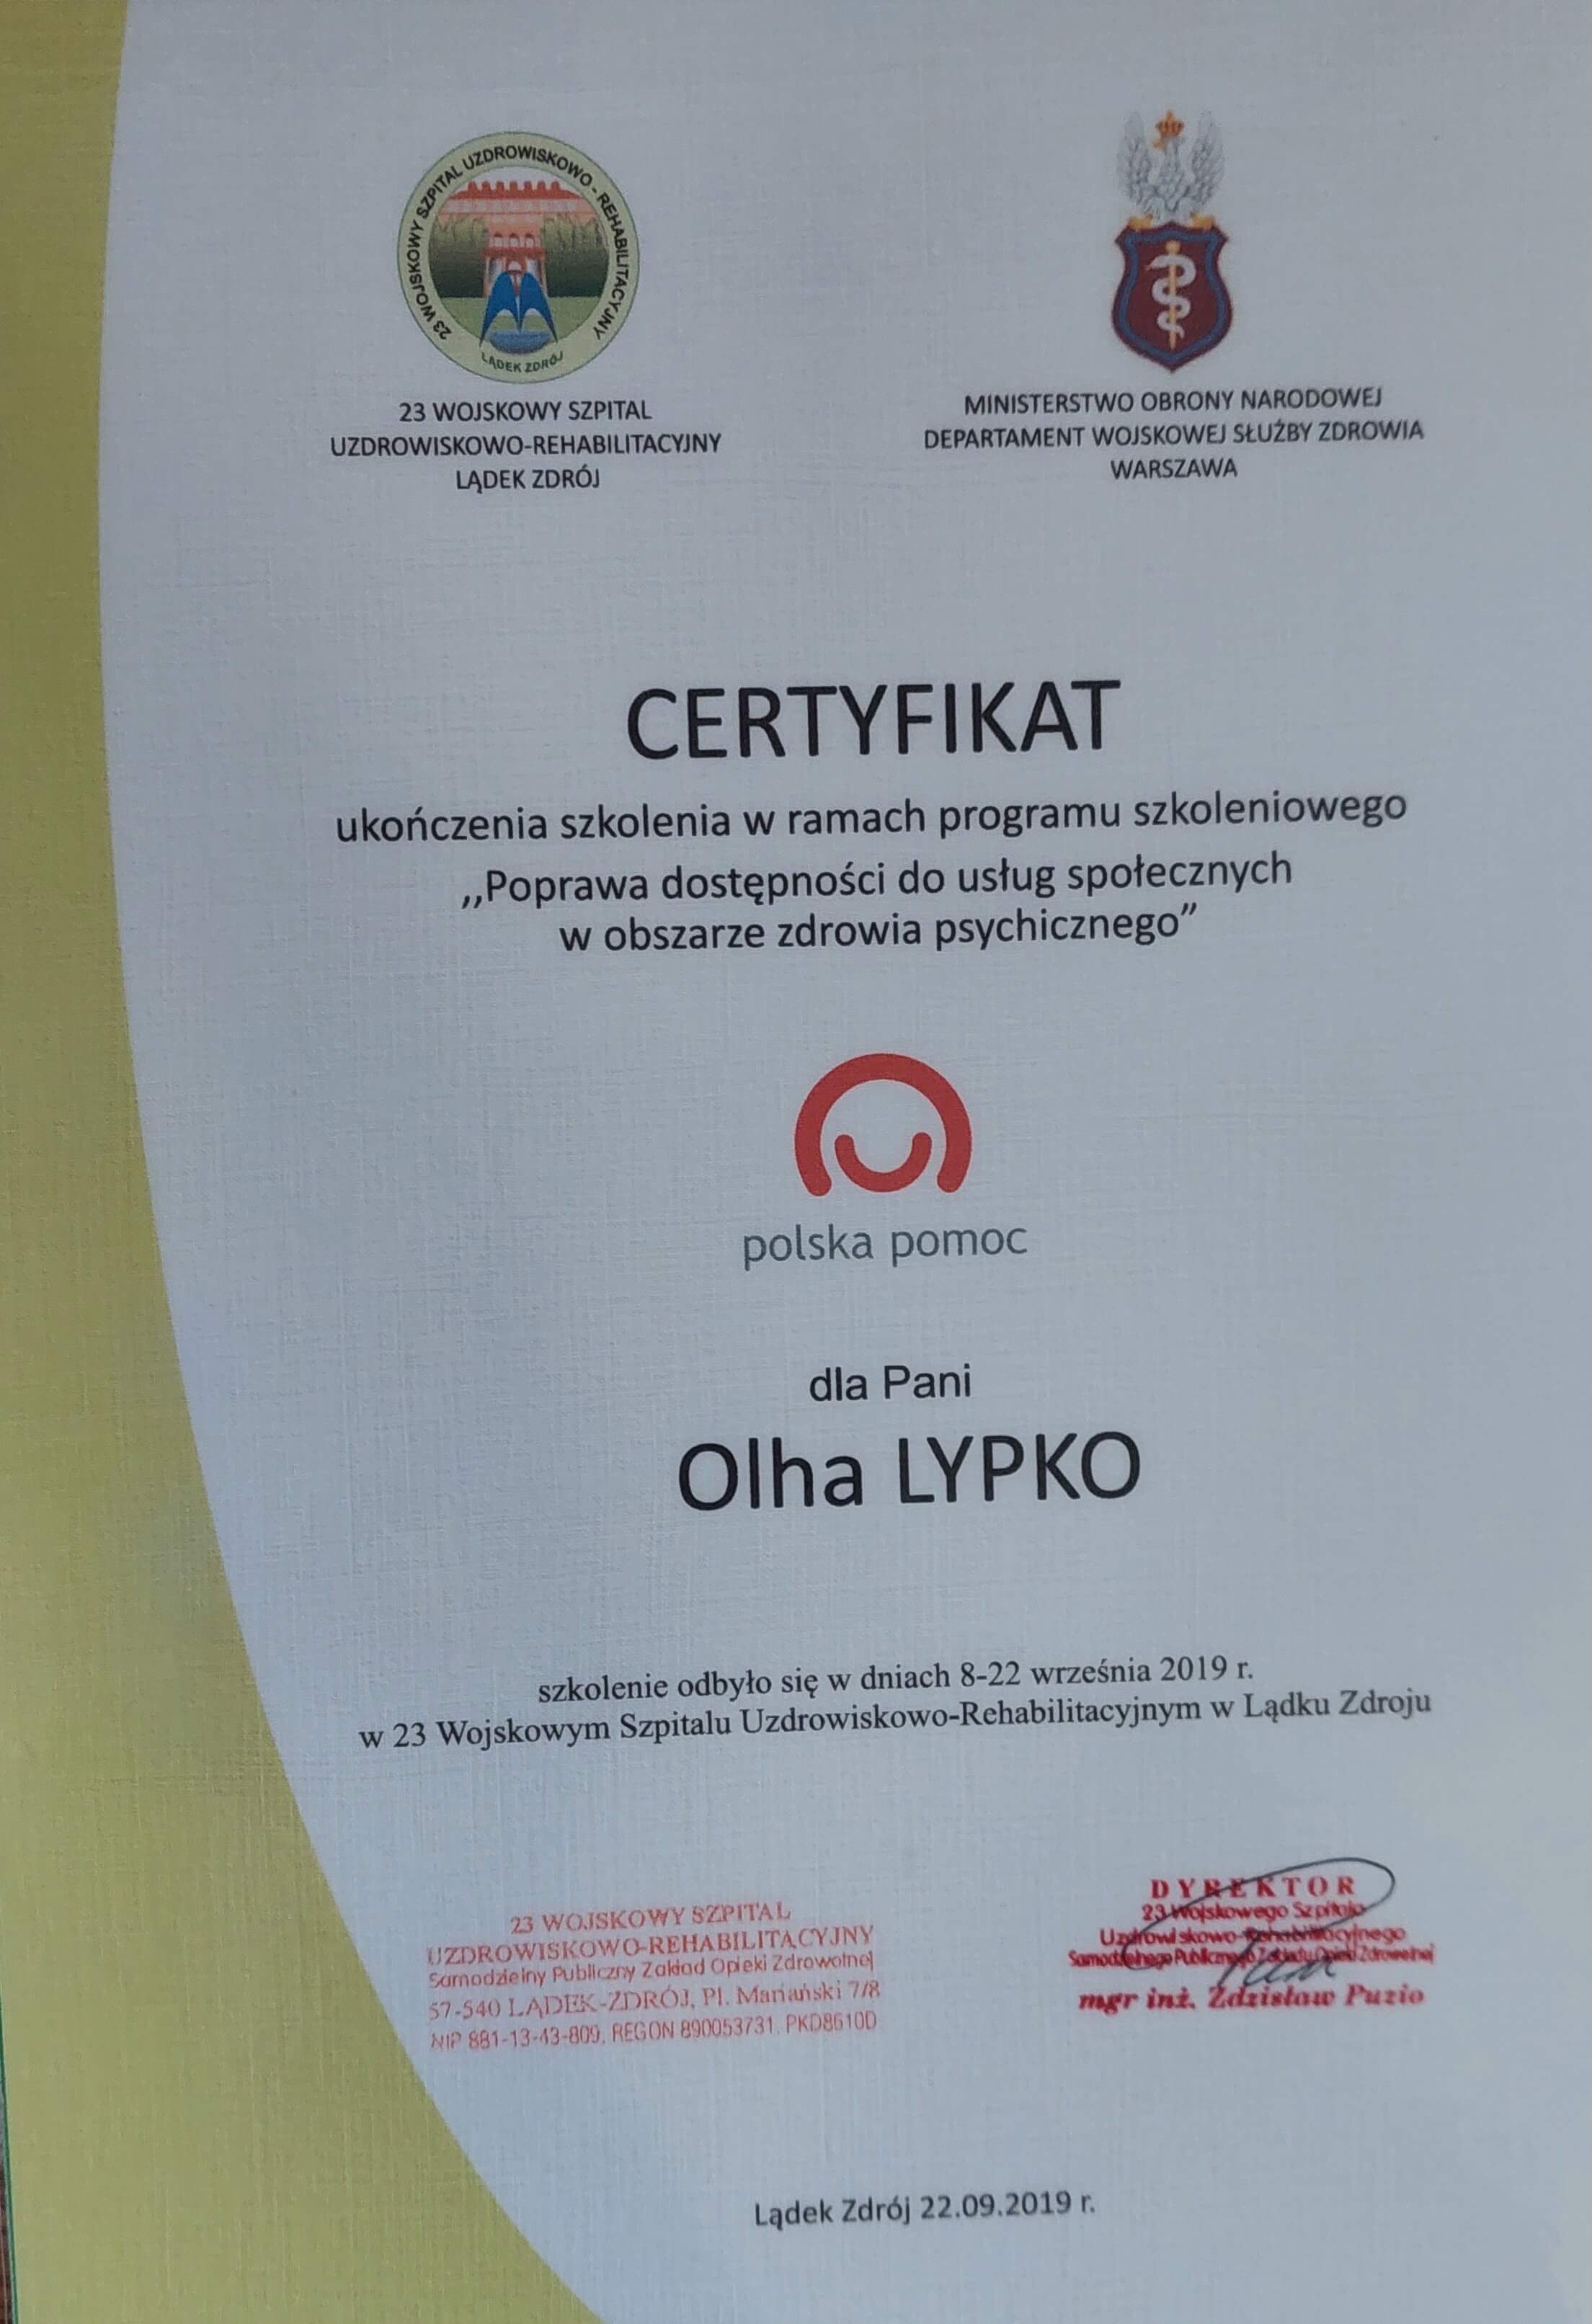 23 WOJSKOWY SZPITAL UZDROWISKOWO - REHABILITACYJNY
LĄDEK ZDRÓJ
23 WOJSKOWY SZPITAL
UZDROWISKOWO-REHABILITACYJNY
LĄDEK ZDRÓJ
MINISTERSTWO OBRONY NARODOWEJ
DEPARTAMENT WOJSKOWEJ SŁUŻBY ZDROWIA
WARSZAWA
CERTYFIKAT
ukończenia szkolenia w ramach programu szkoleniowego
,,Poprawa dostępności do usług społecznych
w obszarze zdrowia psychicznego”
polska pomoc
dla Pani
Olha LYPKO
szkolenie odbyło się w dniach 8-22 września 2019 r.
w 23 Wojskowym Szpitalu Uzdrowiskowo-Rehabilitacyjnym w Lądku Zdroju
23 WOJSKOWY SZPITAL
UZDROWISKOWO-REHABILITACYJNY
Samodzielny Publiczny Zakład Opieki Zdrowotnej
57-540 LĄDEK-ZDRÓJ, Pl. Mariański 7/8
NIP 881-13-43-809, REGON 890053731, PKD8610D
DYREKTOR
23 Wojskowego Szpitala
Uzdrowiskowo-Rehabilitacyjnego
Samodzielnego Publicznego Zakładu Opieki Zdrowotnej
mgr inż. Zdzisław Puzio
Lądek Zdrój 22.09.2019 r.